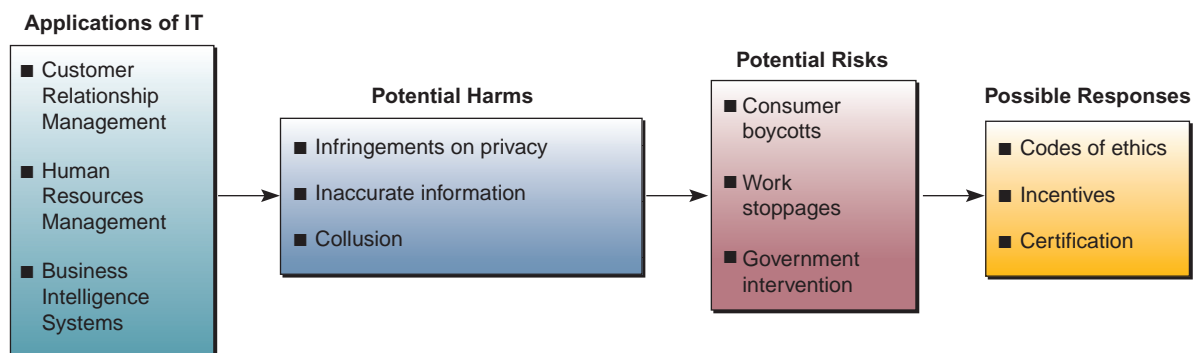 Applications of IT
■ Customer
Relationship
Management
■ Human
Resources
Management
■ Business
Intelligence
Systems
Potential Harms
■ Infringements on privacy
■ Inaccurate information
■ Collusion
Potential Risks
■ Consumer
boycotts
■ Work
stoppages
■ Government
intervention
Possible Responses
■ Codes of ethics
■ Incentives
■ Certification